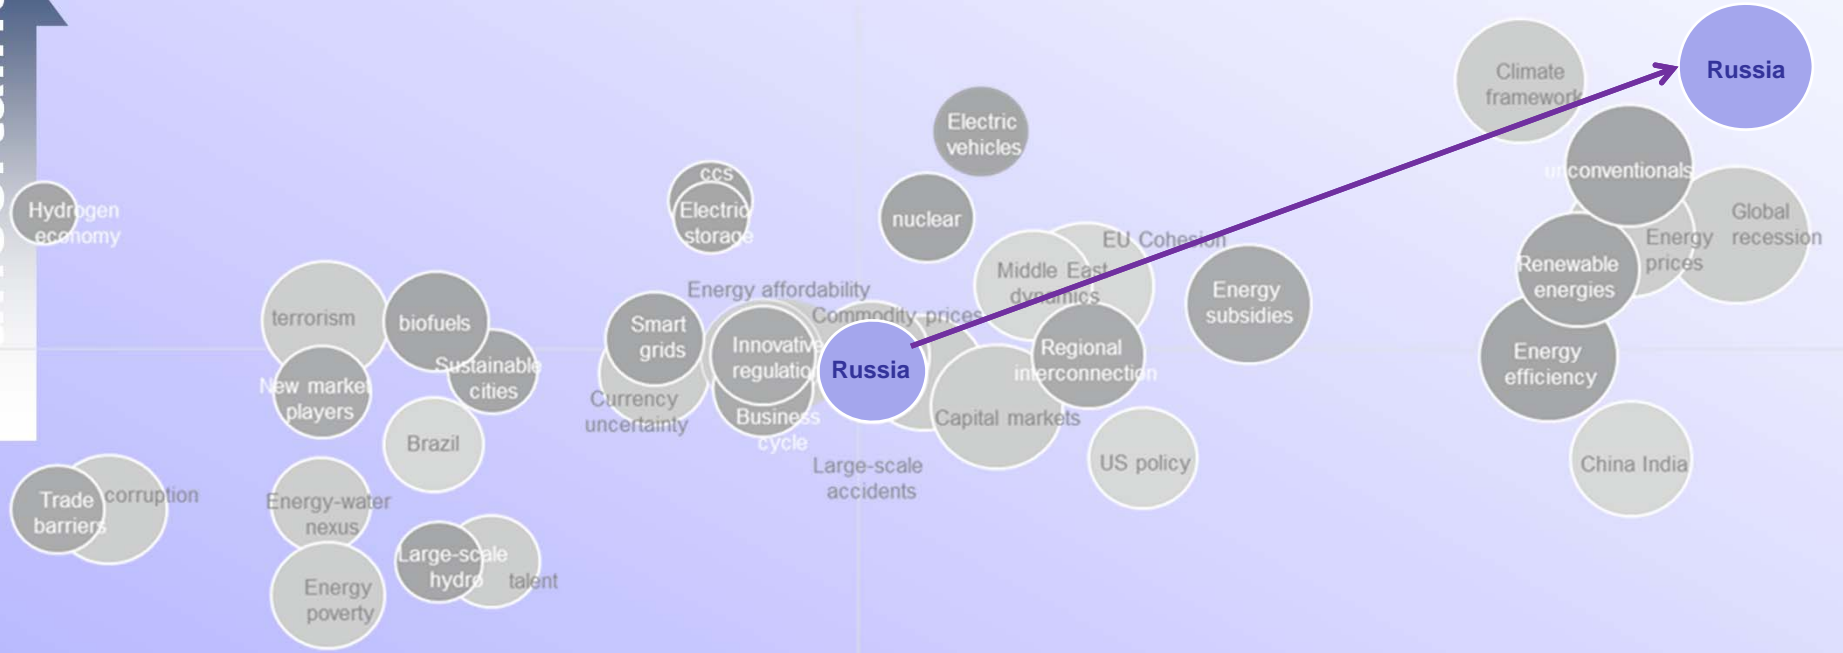 Climate
framework
Russia
Electric
vehicles
unconventionals
ccs
Electric
storage
nuclear
Hydrogen
economy
Global
recession
EU Cohesion
Energy
prices
Middle East
dynamics
Renewable
energies
Energy affordability
Energy
subsidies
Commodity prices
terrorism
biofuels
Smart
grids
Innovative
Russia
Regional
interconnection
Energy
efficiency
Sustainable
cities
New market
players
Currency
uncertainty
Business
cycle
Capital markets
Brazil
US policy
China India
Large-scale
accidents
Trade
barriers
corruption
Energy-water
nexus
Large-scale
hydro
talent
Energy
poverty